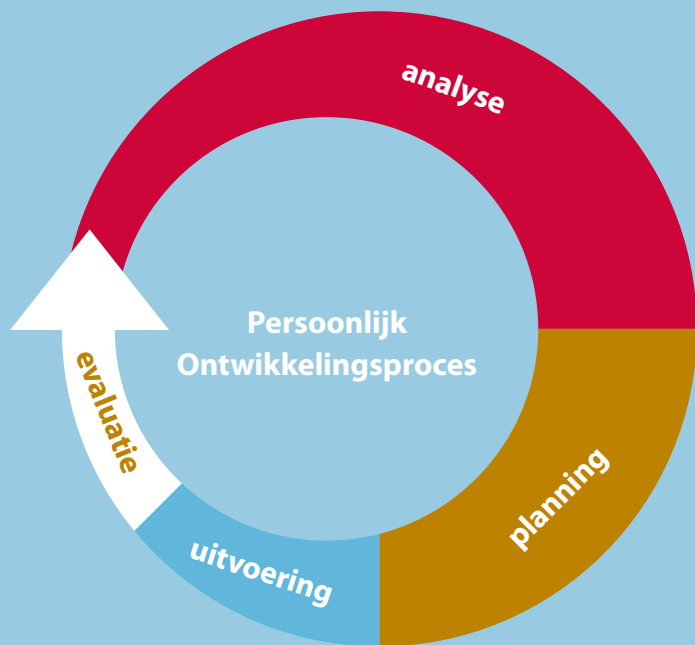 analyse
Persoonlijk
Ontwikkelingsproces
evaluatie
planning
uitvoering